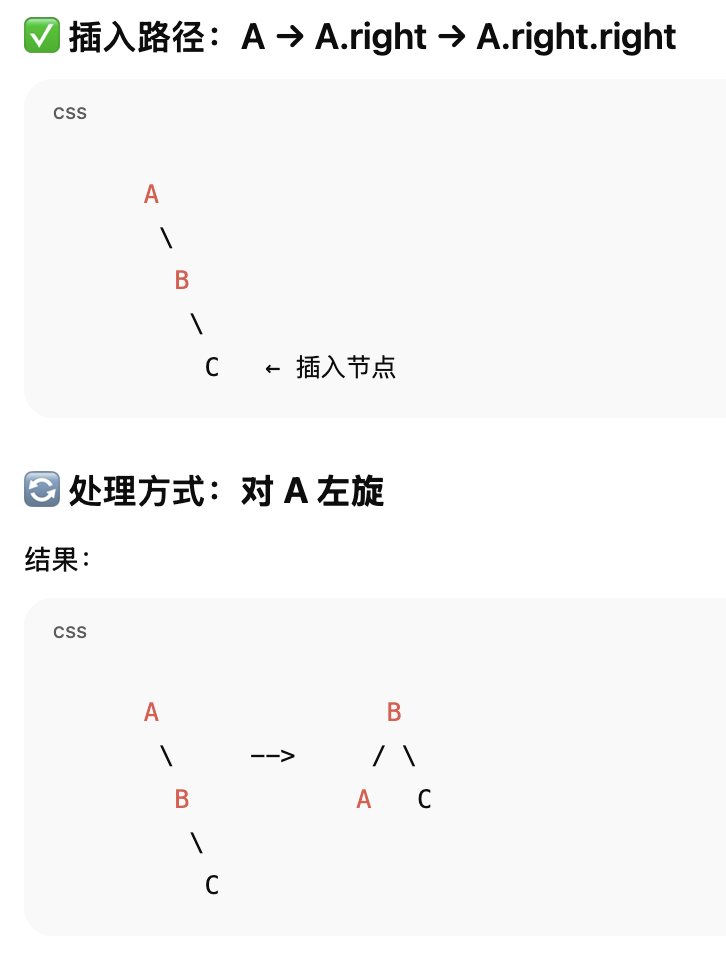 ✅ 插入路径：A → A.right → A.right.right
css
A
\
B
\
C ← 插入节点
🔄 处理方式：对 A 左旋
结果：
css
A B
\ --> / \
B A C
\
C